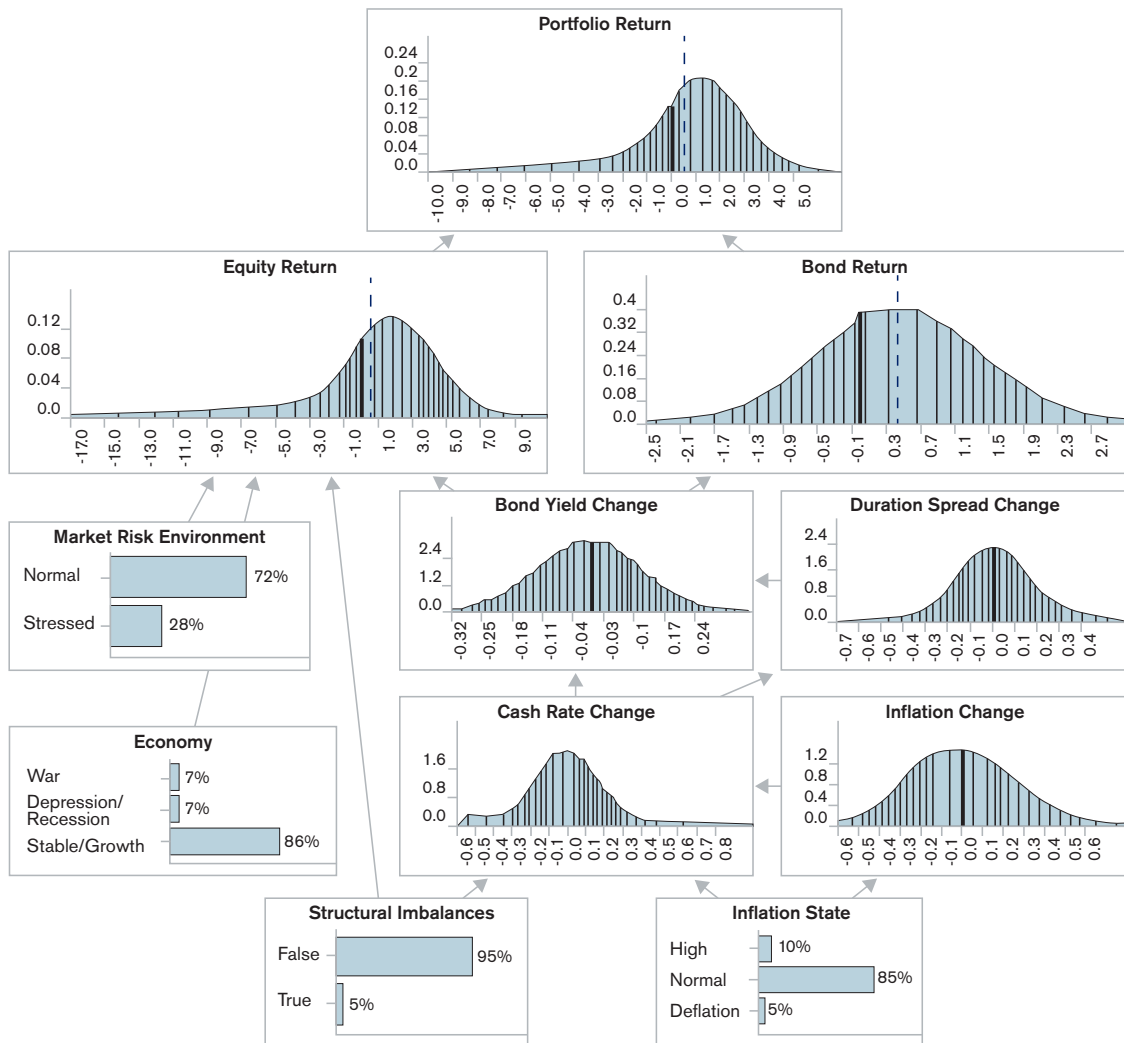 Portfolio Return
0.24
0.2
0.16
0.12
0.08
0.04
0.0
-10.0 -9.0 -8.0 -7.0 -6.0 -5.0 -4.0 -3.0 -2.0 -1.0 0.0 1.0 2.0 3.0 4.0 5.0
Equity Return
0.12
0.08
0.04
0.0
-17.0 -15.0 -13.0 -11.0 -9.0 -7.0 -5.0 -3.0 -1.0 1.0 3.0 5.0 7.0 9.0
Bond Return
0.4
0.32
0.24
0.16
0.08
0.0
-2.5 -2.1 -1.7 -1.3 -0.9 -0.5 -0.1 0.3 0.7 1.1 1.5 1.9 2.3 2.7
Market Risk Environment
Normal 72%
Stressed 28%
Bond Yield Change
2.4
1.2
0.0
-0.32 -0.25 -0.18 -0.11 -0.04 -0.03 -0.1 0.17 0.24
Duration Spread Change
2.4
1.6
0.8
0.0
-0.7 -0.6 -0.5 -0.4 -0.3 -0.2 -0.1 0.0 0.1 0.2 0.3 0.4
Economy
War 7%
Depression/
Recession 7%
Stable/Growth 86%
Cash Rate Change
1.6
0.8
0.0
-0.6 -0.5 -0.4 -0.3 -0.2 -0.1 0.0 0.1 0.2 0.3 0.4 0.5 0.6 0.7 0.8
Inflation Change
1.2
0.8
0.4
0.0
-0.6 -0.5 -0.4 -0.3 -0.2 -0.1 0.0 0.1 0.2 0.3 0.4 0.5 0.6
Structural Imbalances
False 95%
True 5%
Inflation State
High 10%
Normal 85%
Deflation 5%